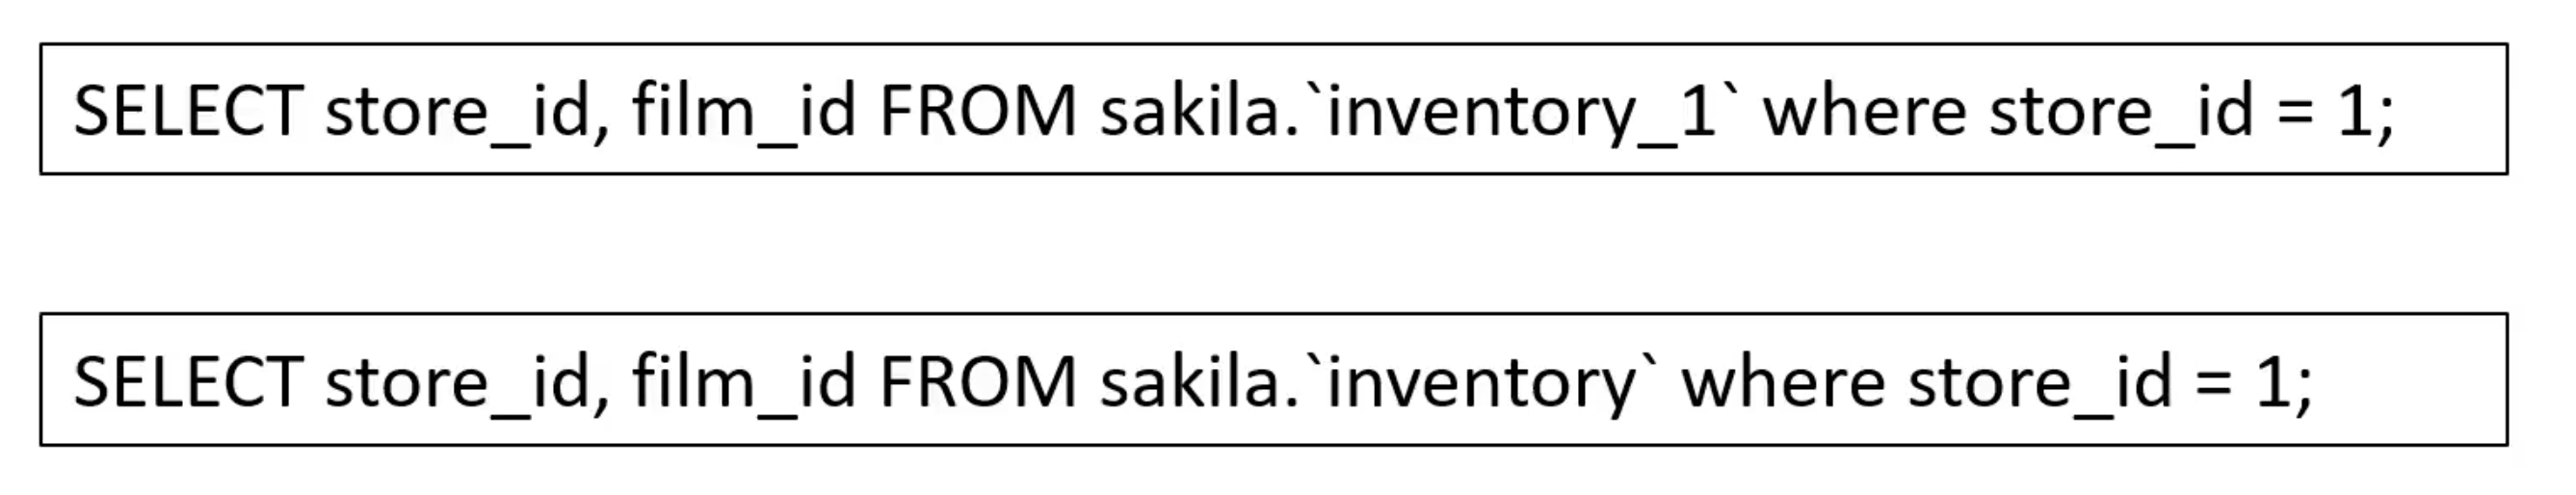 SELECT store_id, film_id FROM sakila.`inventory_1` where store_id = 1;
SELECT store_id, film_id FROM sakila.`inventory` where store_id = 1;